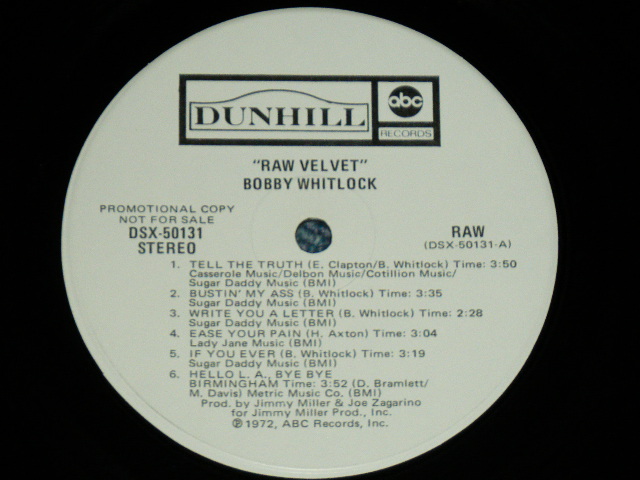 DUNHILL
abc
RECORDS
"RAW VELVET"
BOBBY WHITLOCK
PROMOTIONAL COPY
NOT FOR SALE
DSX-50131
STEREO
RAW
(DSX-50131-A)
1. TELL THE TRUTH (E. Clapton/B. Whitlock) Time: 3:50
Casserole Music/Delbon Music/Cotillion Music/
Sugar Daddy Music (BMI)
2. BUSTIN' MY ASS (B. Whitlock) Time: 3:35
Sugar Daddy Music (BMI)
3. WRITE YOU A LETTER (B. Whitlock) Time: 2:28
Sugar Daddy Music (BMI)
4. EASE YOUR PAIN (H. Axton) Time: 3:04
Lady Jane Music (BMI)
5. IF YOU EVER (B. Whitlock) Time: 3:19
Sugar Daddy Music (BMI)
6. HELLO L. A., BYE BYE
BIRMINGHAM Time: 3:52 (D. Bramlett/
M. Davis) Metric Music Co. (BMI)
Prod. by Jimmy Miller & Joe Zagarino
for Jimmy Miller Prod., Inc.
℗1972, ABC Records, Inc.